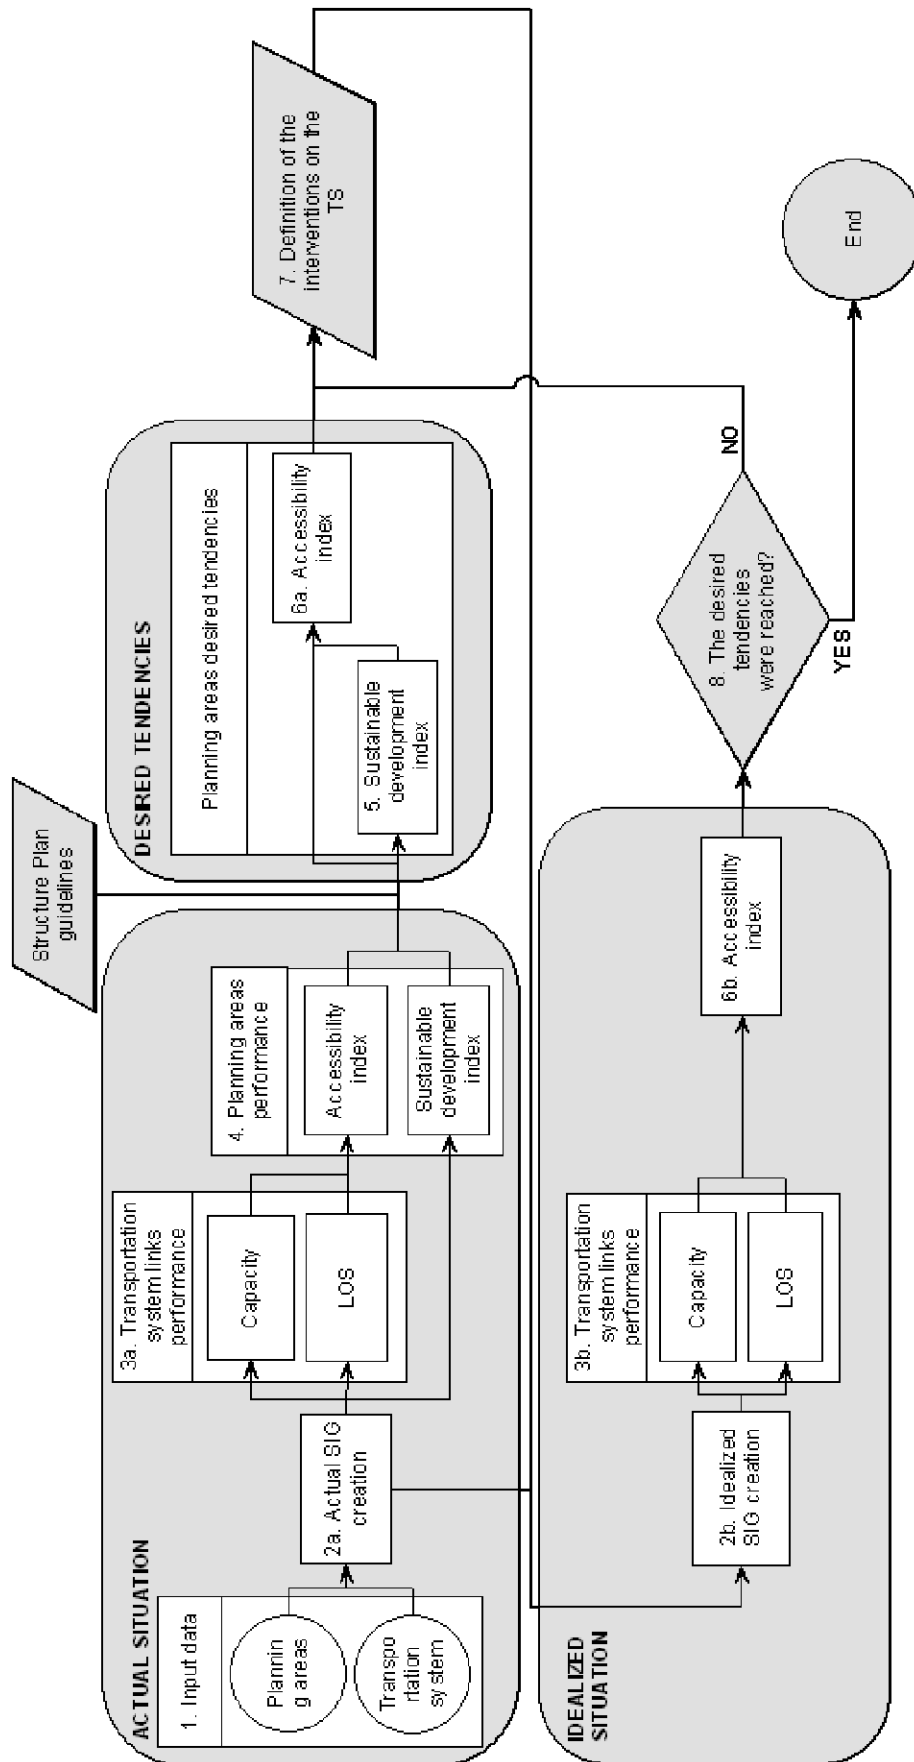 Structure Plan
guidelines
ACTUAL SITUATION
1. Input data
Plannin
g areas
Transpo
rtation
system
2a. Actual SIG
creation
3a. Transportation
system links
performance
Capacity
LOS
4. Planning areas
performance
Accessibility
index
Sustainable
development
index
DESIRED TENDENCIES
Planning areas desired tendencies
5. Sustainable
development
index
6a. Accessibility
index
7. Definition of the
interventions on the
TS
IDEALIZED
SITUATION
2b. Idealized
SIG creation
3b. Transportation
system links
performance
Capacity
LOS
6b. Accessibility
index
8. The desired
tendencies
were reached?
NO
YES
End